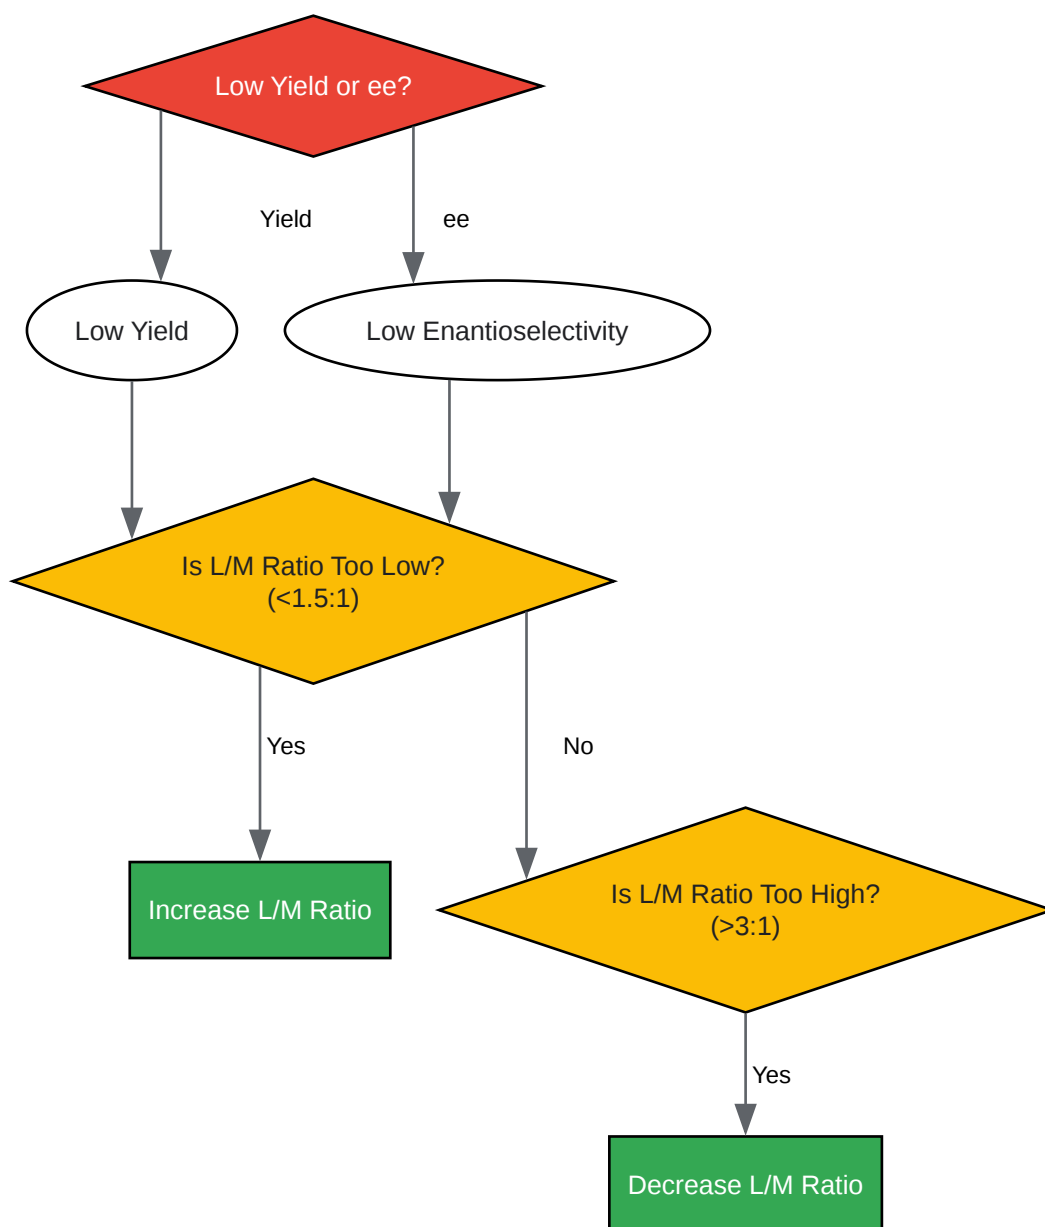 Low Yield or ee?
Yield
ee
Low Yield
Low Enantioselectivity
Is L/M Ratio Too Low?
(<1.5:1)
Yes
No
Increase L/M Ratio
Is L/M Ratio Too High?
(>3:1)
Yes
Decrease L/M Ratio